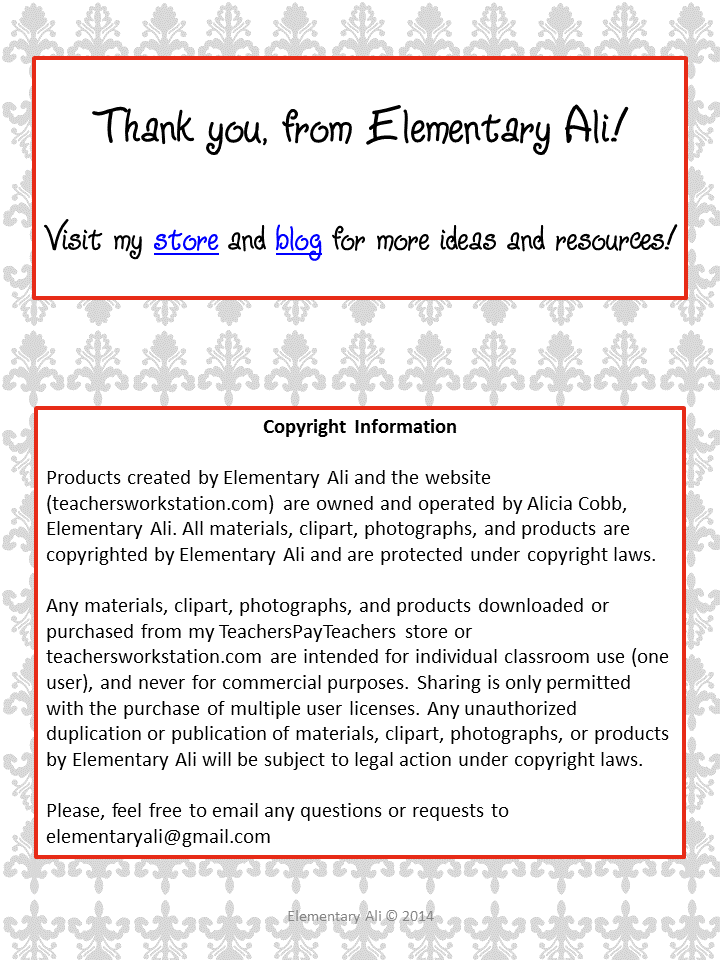 Thank you, from Elementary Ali!
Visit my store and blog for more ideas and resources!
Copyright Information
Products created by Elementary Ali and the website
(teachersworkstation.com) are owned and operated by Alicia Cobb,
Elementary Ali. All materials, clipart, photographs, and products are
copyrighted by Elementary Ali and are protected under copyright laws.
Any materials, clipart, photographs, and products downloaded or
purchased from my TeachersPayTeachers store or
teachersworkstation.com are intended for individual classroom use (one
user), and never for commercial purposes. Sharing is only permitted
with the purchase of multiple user licenses. Any unauthorized
duplication or publication of materials, clipart, photographs, or products
by Elementary Ali will be subject to legal action under copyright laws.
Please, feel free to email any questions or requests to
elementaryali@gmail.com
Elementary Ali © 2014